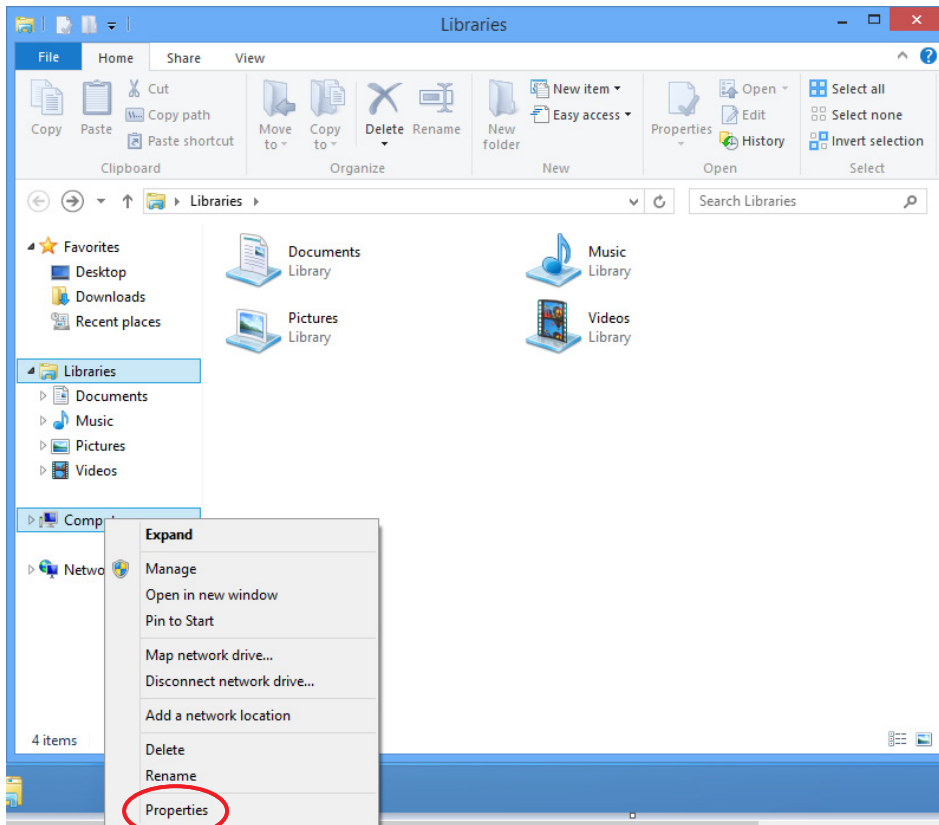 Libraries
File Home Share View
Copy
Paste
Cut
Copy path
Paste shortcut
Clipboard
Move to
Copy to
Delete
Rename
Organize
New folder
New item
Easy access
New
Properties
Open
Edit
History
Open
Select all
Select none
Invert selection
Select
Libraries
Search Libraries
Favorites
Desktop
Downloads
Recent places
Libraries
Documents
Music
Pictures
Videos
Documents
Library
Music
Library
Pictures
Library
Videos
Library
Expand
Manage
Open in new window
Pin to Start
Map network drive...
Disconnect network drive...
Add a network location
Delete
Rename
Properties
4 items